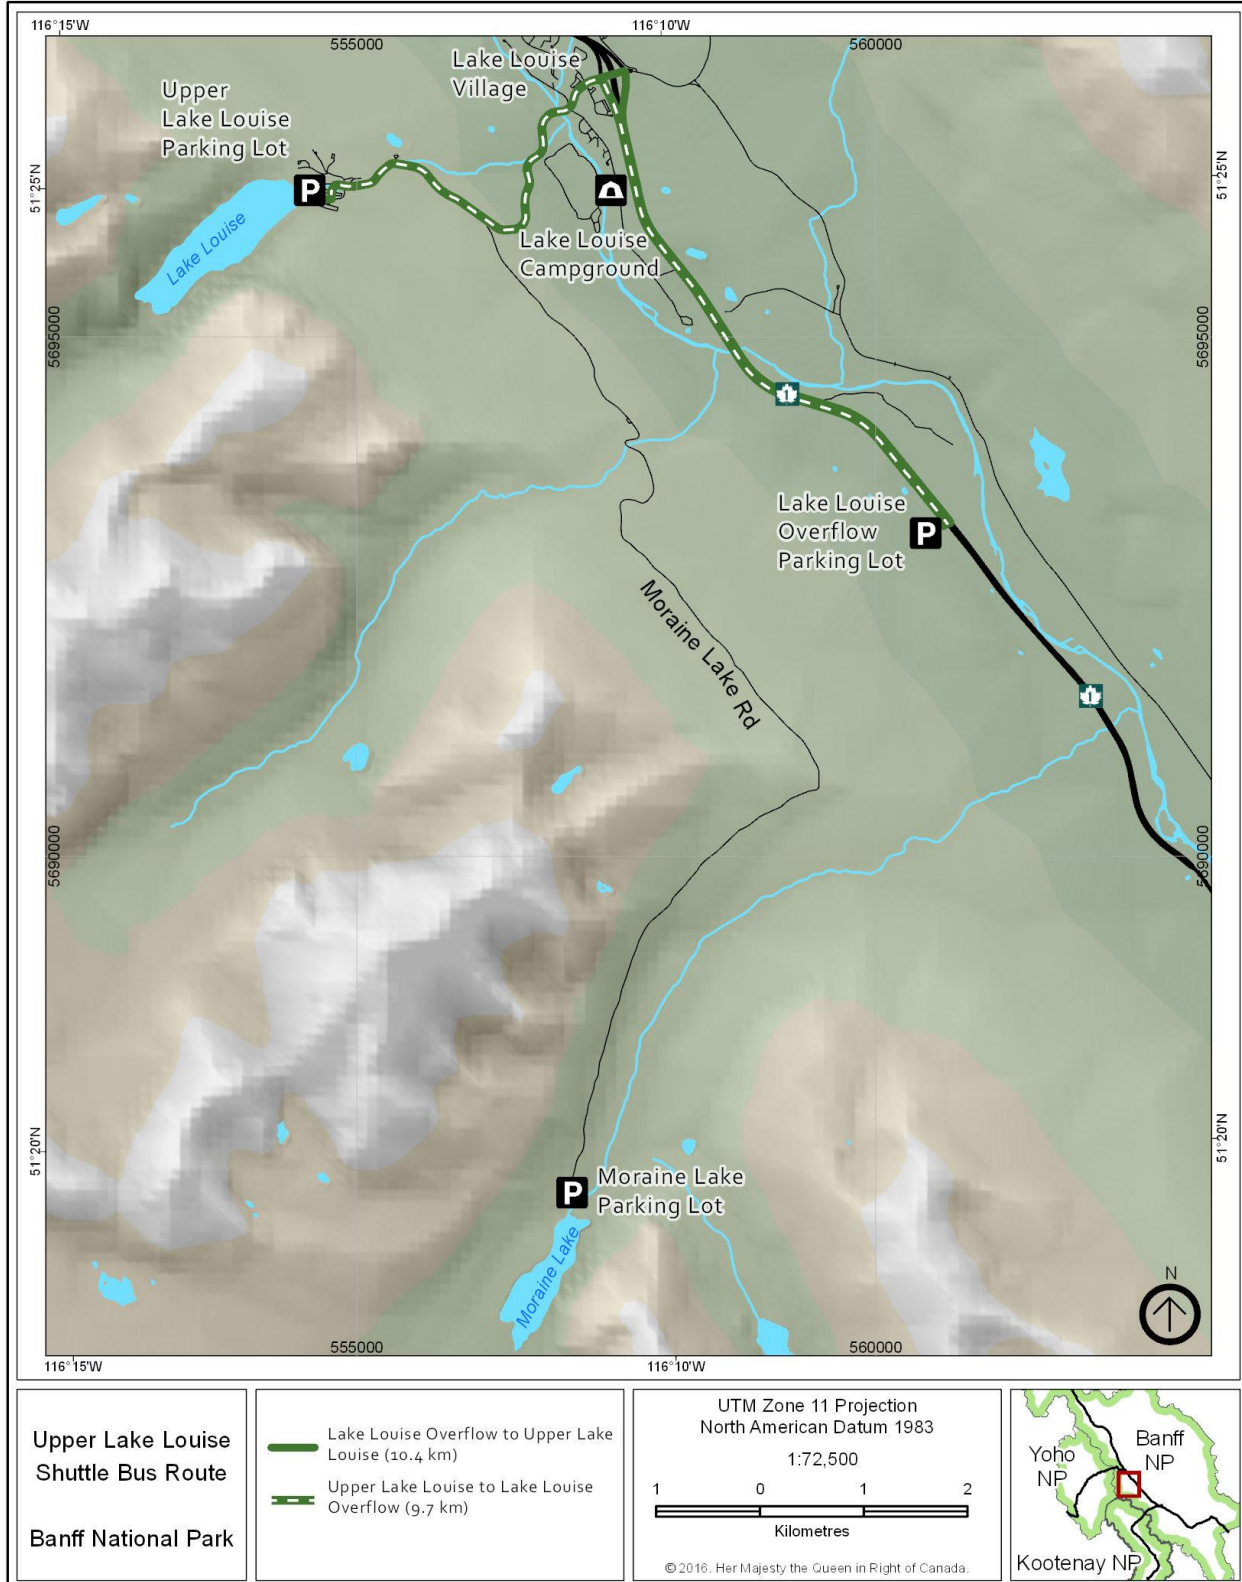 116°15'W
116°10'W
555000
560000
Lake Louise
Village
Upper
Lake Louise
Parking Lot
P
51°25'N
51°25'N
Lake Louise
Lake Louise
Campground
5695000
5695000
1
Lake Louise
Overflow
Parking Lot
P
Moraine Lake Rd
1
5690000
5690000
51°20'N
51°20'N
P
Moraine Lake
Parking Lot
Moraine Lake
N
555000
560000
116°15'W
116°10'W
Upper Lake Louise
Shuttle Bus Route
Banff National Park
Lake Louise Overflow to Upper Lake
Louise (10.4 km)
Upper Lake Louise to Lake Louise
Overflow (9.7 km)
UTM Zone 11 Projection
North American Datum 1983
1:72,500
1 0 1 2
Kilometres
© 2016. Her Majesty the Queen in Right of Canada.
Yoho
NP
Banff
NP
Kootenay NP